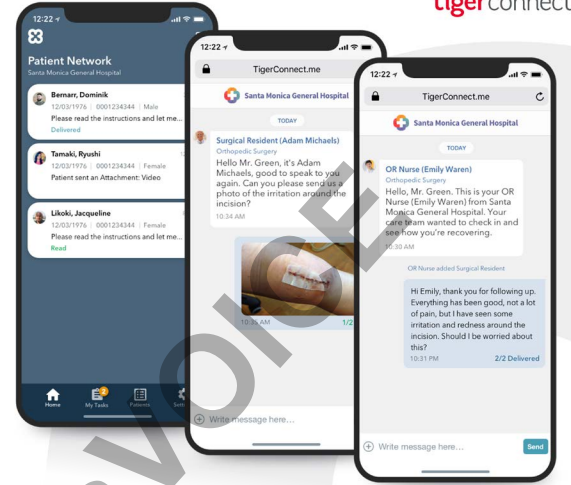 tigerconnect
12:22
Patient Network
Santa Monica General Hospital
Bernarr, Dominik
12/03/1976 | 0001234344 | Male
Please read the instructions and let me...
Delivered
Tamaki, Ryushi
12/03/1976 | 0001234344 | Female
Patient sent an Attachment: Video
Likoki, Jacqueline
12/03/1976 | 0001234344 | Female
Please read the instructions and let me...
Read
Home
2
My Tasks
Patients
12:22
TigerConnect.me
Santa Monica General Hospital
TODAY
Surgical Resident (Adam Michaels)
Orthopedic Surgery
Hello Mr. Green, it's Adam
Michaels, good to speak to you
again. Can you please send us a
photo of the irritation around the
incision?
10:34 AM
10:35 AM
1/2
Write message here...
12:22
TigerConnect.me
Santa Monica General Hospital
TODAY
OR Nurse (Emily Waren)
Orthopedic Surgery
Hello, Mr. Green. This is your OR
Nurse (Emily Waren) from Santa
Monica General Hospital. Your
care team wanted to check in and
see how you're recovering.
10:30 AM
OR Nurse added Surgical Resident
Hi Emily, thank you for following up.
Everything has been good, not a lot
of pain, but I have seen some
irritation and redness around the
incision. Should I be worried about
this?
10:31 PM 2/2 Delivered
Write message here...
Send